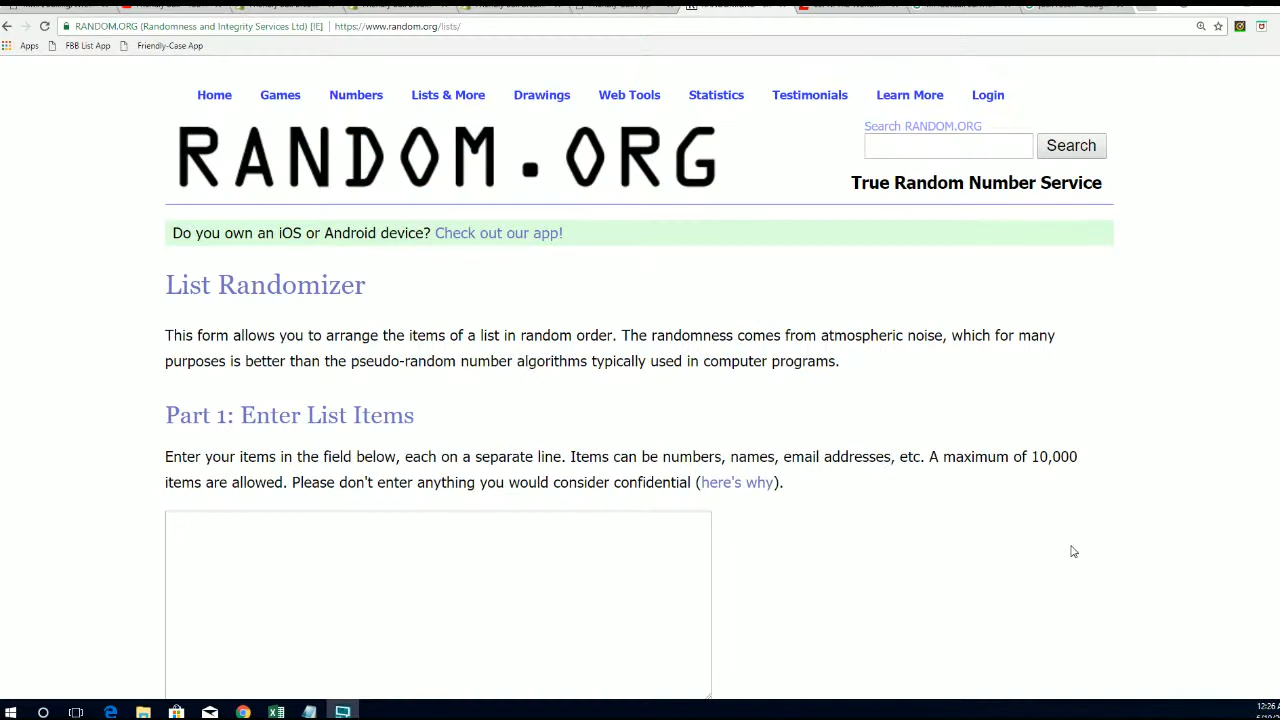 RANDOM.ORG (Randomness and Integrity Services Ltd) [IE] https://www.random.org/lists/
Apps FBB List App Friendly-Case App
Home Games Numbers Lists & More Drawings Web Tools Statistics Testimonials Learn More Login
RANDOM.ORG
Search RANDOM.ORG
Search
True Random Number Service
Do you own an iOS or Android device? Check out our app!
List Randomizer
This form allows you to arrange the items of a list in random order. The randomness comes from atmospheric noise, which for many
purposes is better than the pseudo-random number algorithms typically used in computer programs.
Part 1: Enter List Items
Enter your items in the field below, each on a separate line. Items can be numbers, names, email addresses, etc. A maximum of 10,000
items are allowed. Please don't enter anything you would consider confidential (here's why).
12:26